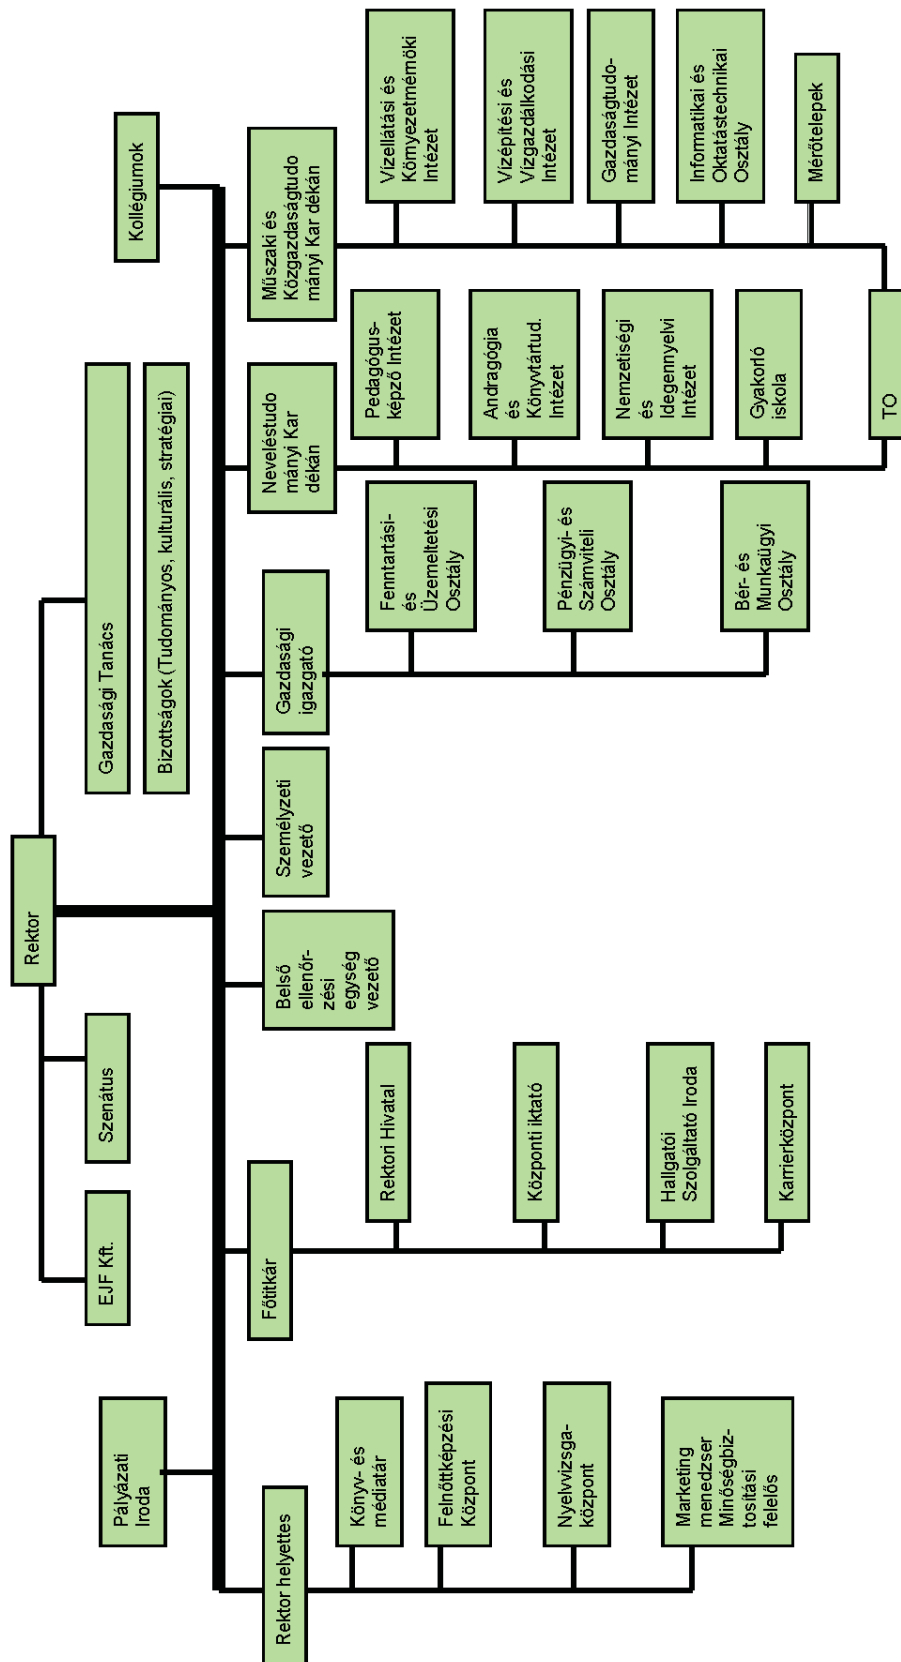 Rektor
EJF Kft.
Szenátus
Gazdasági Tanács
Bizottságok (Tudományos, kulturális, stratégiai)
Pályázati
Iroda
Kollégiumok
Rektor helyettes
Könyv- és
médiatár
Felnőttképzési
Központ
Nyelvvizsga-
központ
Marketing
menedzser
Minőségbiz-
tosítási
felelős
Főtitkár
Rektori Hivatal
Központi iktató
Hallgatói
Szolgáltató Iroda
Karrierközpont
Belső
ellenőr-
zési
egység
vezető
Személyzeti
vezető
Gazdasági
igazgató
Fenntartási-
és
Üzemeltetési
Osztály
Pénzügyi- és
Számviteli
Osztály
Bér- és
Munkaügyi
Osztály
Neveléstudo
mányi Kar
dékán
Pedagógus-
képző Intézet
Andragógia
és
Könyvtártud.
Intézet
Nemzetiségi
és
Idegennyelvi
Intézet
Gyakorló
iskola
Műszaki és
Közgazdaságtudo
mányi Kar dékán
Vízellátási és
Környezetmérnöki
Intézet
Vízépítési és
Vízgazdálkodási
Intézet
Gazdaságtudo-
mányi Intézet
Informatikai és
Oktatástechnikai
Osztály
Mérőtelepek
TO